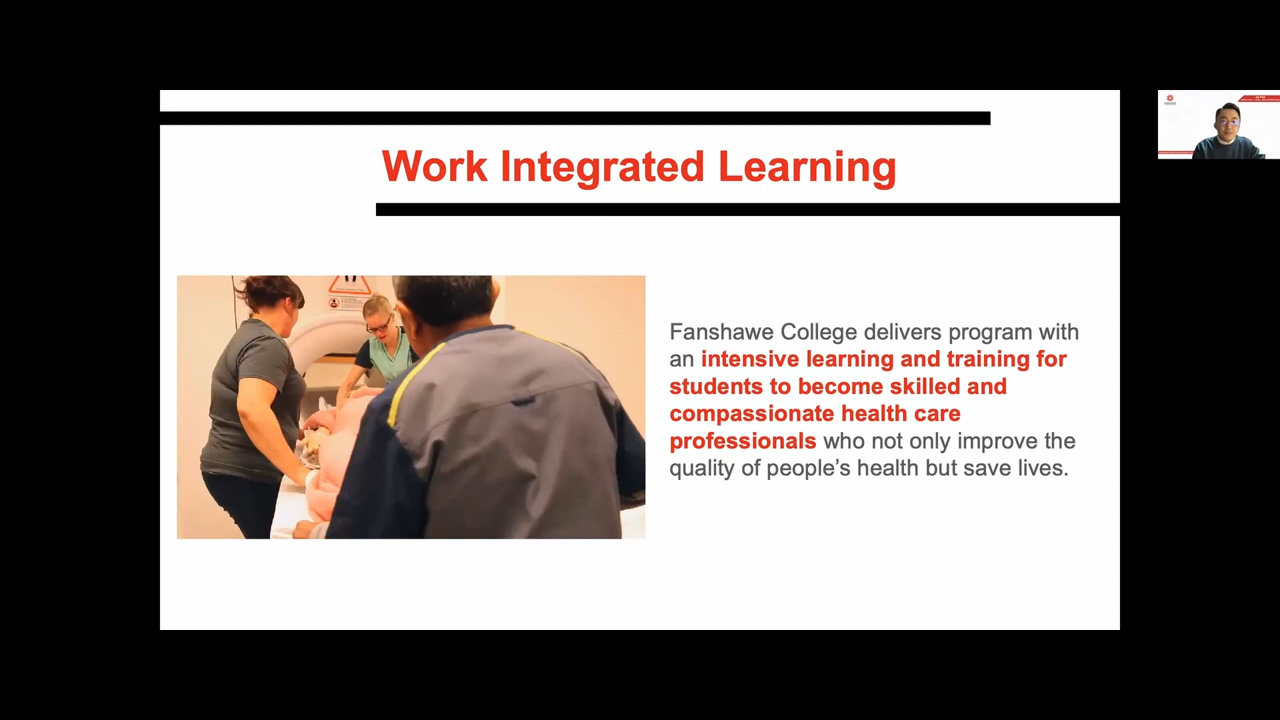 Work Integrated Learning
Fanshawe College delivers program with
an intensive learning and training for
students to become skilled and
compassionate health care
professionals who not only improve the
quality of people’s health but save lives.